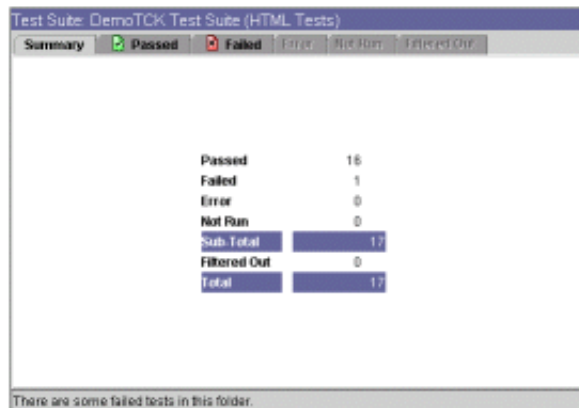 Test Suite: DemoTCK Test Suite (HTML Tests)
Summary Passed Failed Error Not Run Filtered Out
Passed 16
Failed 1
Error 0
Not Run 0
Sub-Total 17
Filtered Out 0
Total 17
There are some failed tests in this folder.